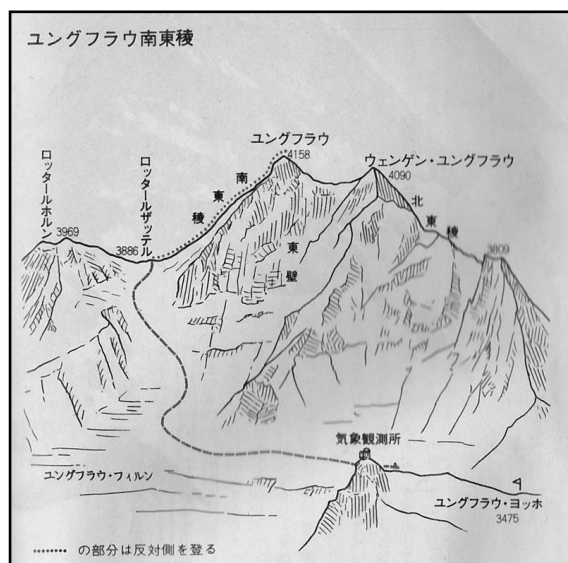 ユングフラウ南東稜
ユングフラウ
4158
ウェンゲン・ユングフラウ
4090
ロッタールホルン
3969
ロッタールザッテル
3886
南東稜
東壁
北東稜
3809
気象観測所
ユングフラウ・フィルン
ユングフラウ・ヨッホ
3475
........ の部分は反対側を登る